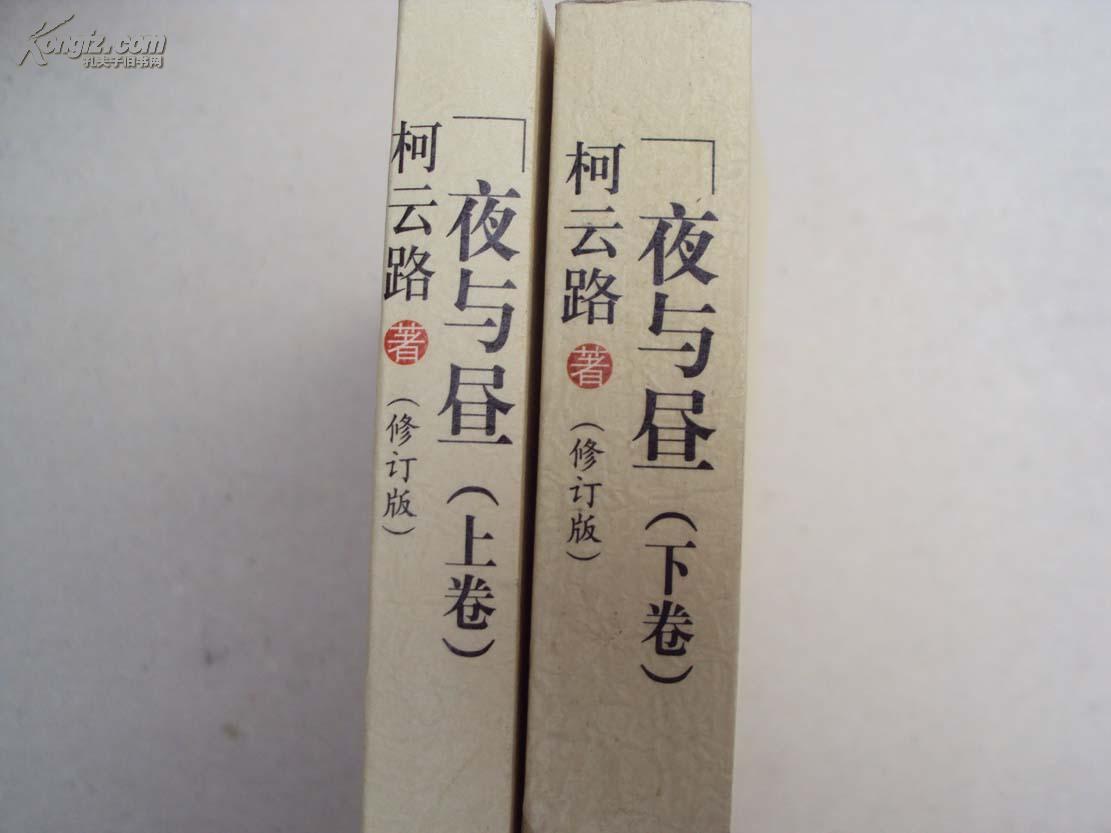 Kongfz.com
孔夫子旧书网
夜与昼（上卷）
柯云路 著（修订版）
夜与昼（下卷）
柯云路 著（修订版）